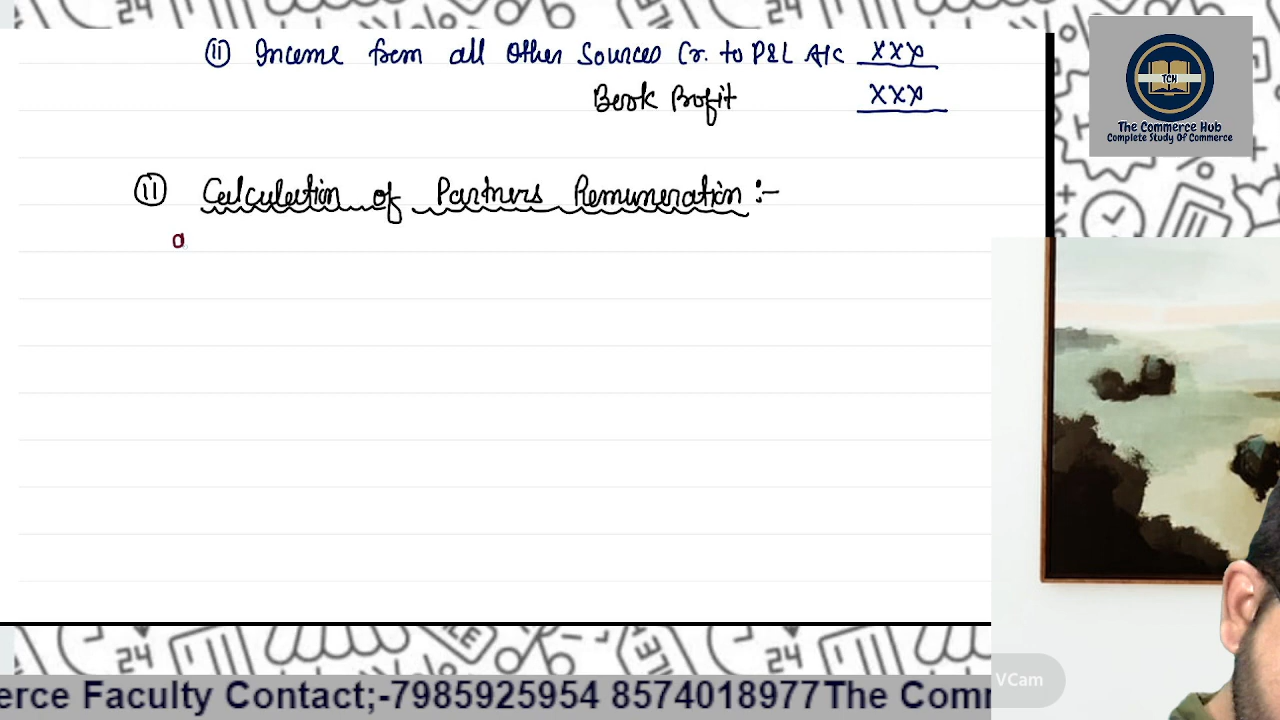 (ii) Income from all Other Sources Cr. to P&L A/c XXX
Book Profit XXX
(ii) Calculation of Partners Remuneration :-
a
TCH
The Commerce Hub
Complete Study Of Commerce
VCam
erce Faculty Contact;-7985925954 8574018977The Com